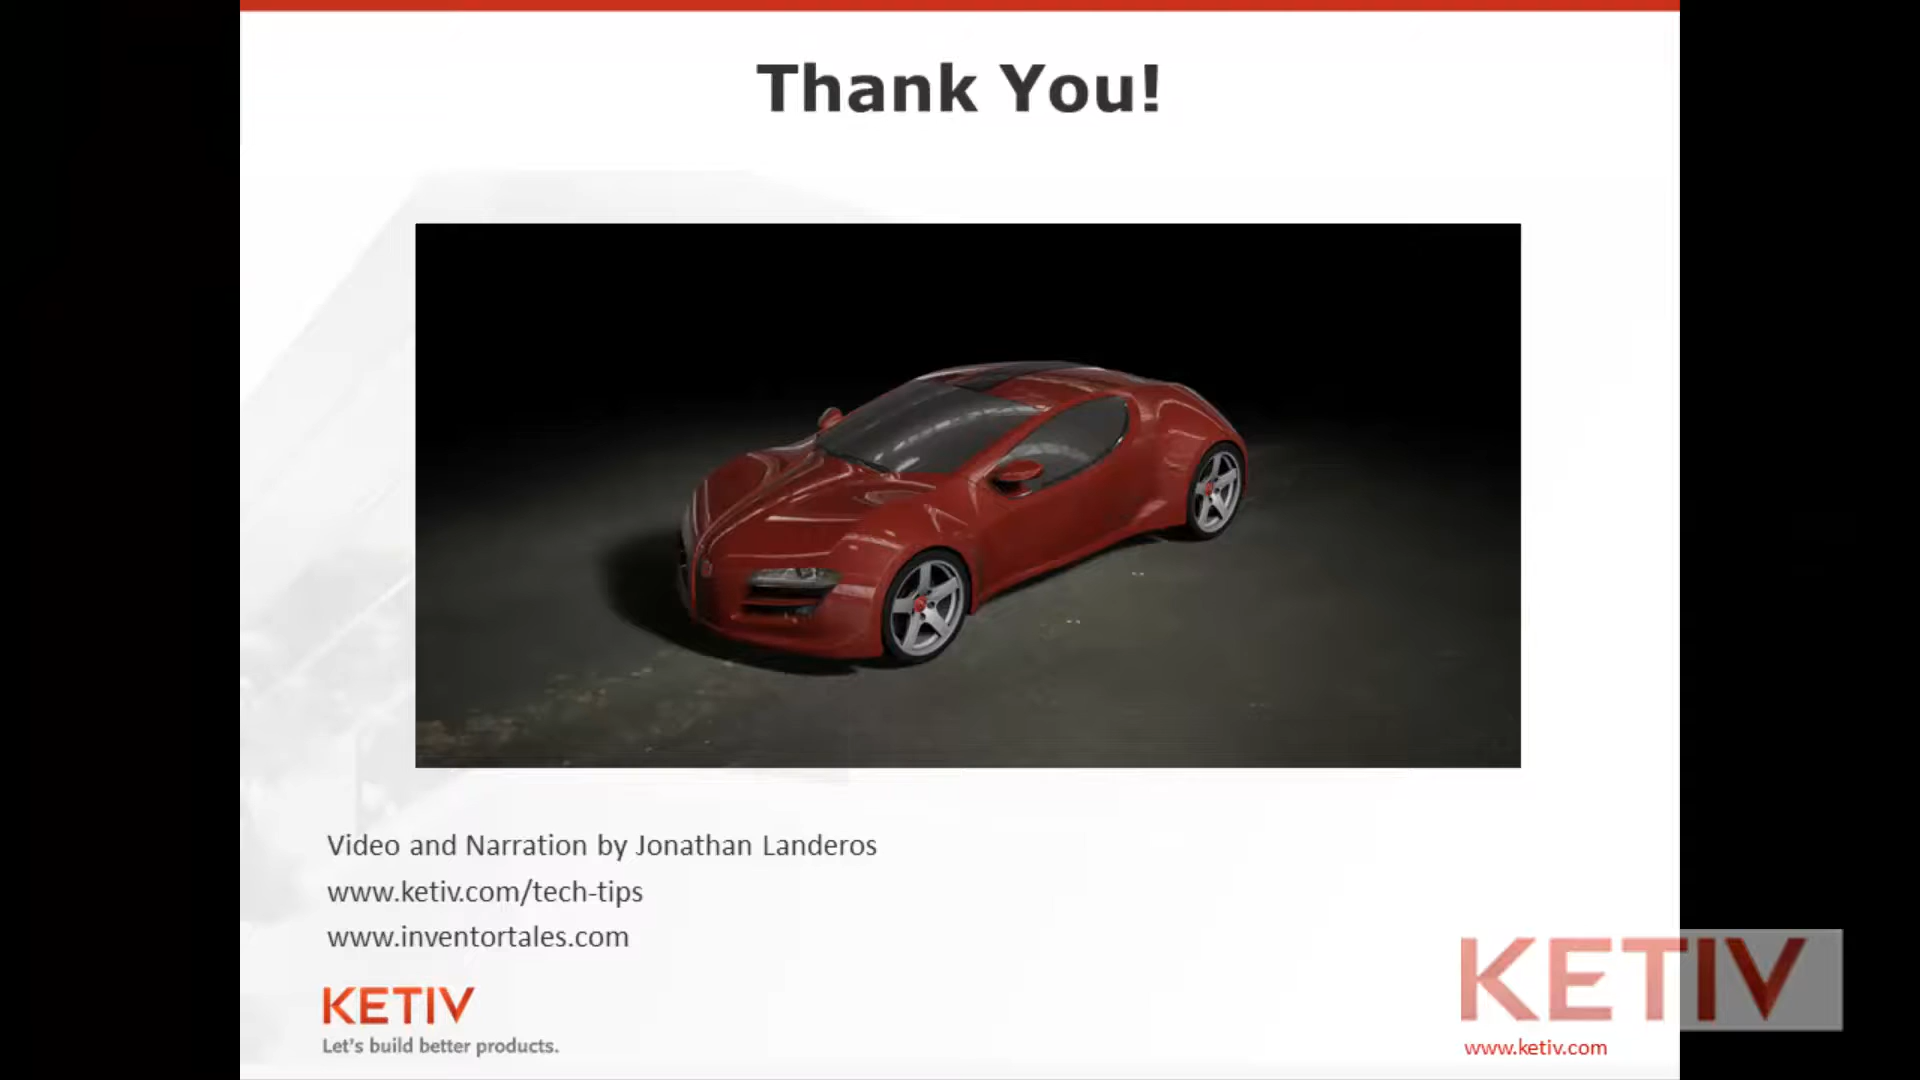 Thank You!
Video and Narration by Jonathan Landeros
www.ketiv.com/tech-tips
www.inventortales.com
KETIV
Let's build better products.
KETIV
www.ketiv.com